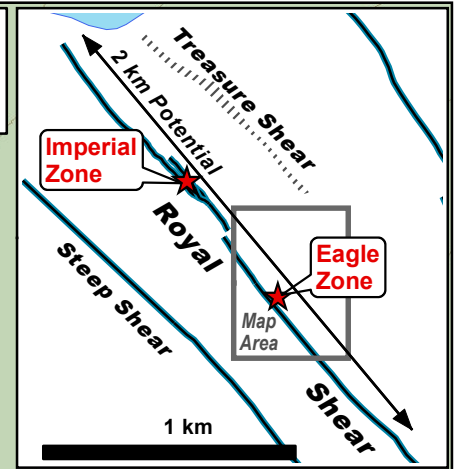 Treasure Shear
2 km Potential
Imperial
Zone
Royal
Steep Shear
Eagle
Zone
Map
Area
Shear
1 km